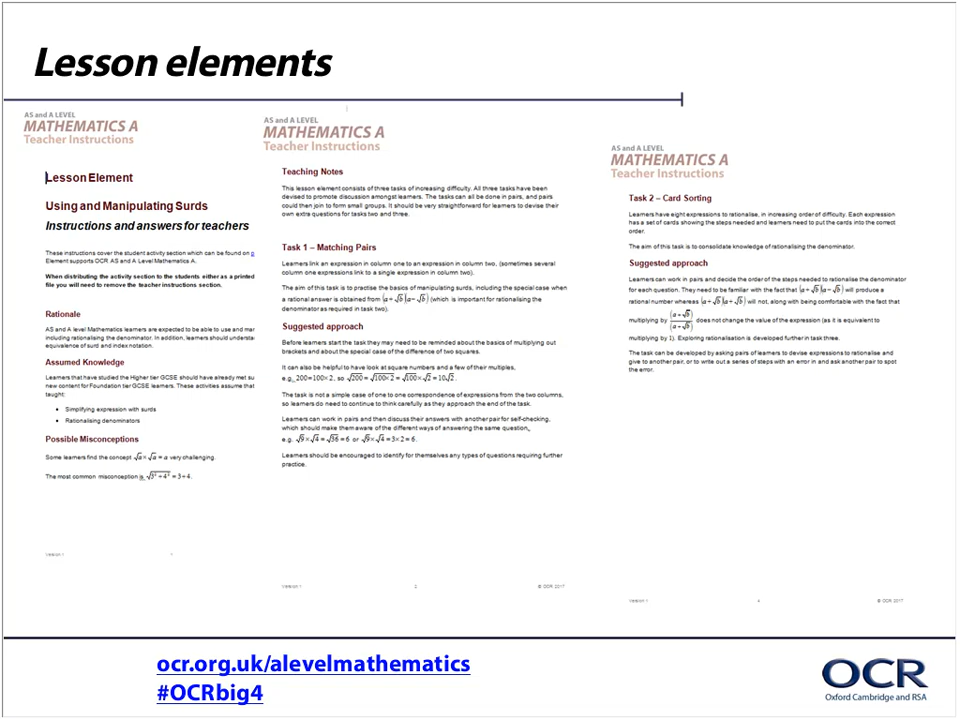 Lesson elements
AS and A LEVEL
MATHEMATICS A
Teacher Instructions
Lesson Element
Using and Manipulating Surds
Instructions and answers for teachers
These instructions cover the student activity section which can be found on g
Element supports OCR AS and A Level Mathematics A.
When distributing the activity section to the students either as a printed
file you will need to remove the teacher instructions section.
Rationale
AS and A level Mathematics learners are expected to be able to use and mar
including rationalising the denominator. In addition, learners should understa
equivalence of surd and index notation.
Assumed Knowledge
Learners that have studied the Higher tier GCSE should have already met su
new content for Foundation tier GCSE learners. These activities assume that
taught:
• Simplifying expression with surds
• Rationalising denominators
Possible Misconceptions
Some learners find the concept √a × √a = a very challenging.
The most common misconception is √(3² + 4²) = 3 + 4.
Version 1
AS and A LEVEL
MATHEMATICS A
Teacher Instructions
Teaching Notes
This lesson element consists of three tasks of increasing difficulty. All three tasks have been
devised to promote discussion amongst learners. The tasks can all be done in pairs, and pairs
could then join to form small groups. It should be very straightforward for learners to devise their
own extra questions for tasks two and three.
Task 1 – Matching Pairs
Learners link an expression in column one to an expression in column two, (sometimes several
column one expressions link to a single expression in column two).
The aim of this task is to practise the basics of manipulating surds, including the special case when
a rational answer is obtained from (a + √b)(a − √b) (which is important for rationalising the
denominator as required in task two).
Suggested approach
Before learners start the task they may need to be reminded about the basics of multiplying out
brackets and about the special case of the difference of two squares.
It can also be helpful to have look at square numbers and a few of their multiples,
e.g. 200=100×2, so √200 = √(100×2) = √100 × √2 = 10√2.
The task is not a simple case of one to one correspondence of expressions from the two columns,
so learners do need to continue to think carefully as they approach the end of the task.
Learners can work in pairs and then discuss their answers with another pair for self-checking,
which should make them aware of the different ways of answering the same question,
e.g. √9 × √4 = √36 = 6 or √9 × √4 = 3 × 2 = 6.
Learners should be encouraged to identify for themselves any types of questions requiring further
practice.
Version 1 2 © OCR 2017
AS and A LEVEL
MATHEMATICS A
Teacher Instructions
Task 2 – Card Sorting
Learners have eight expressions to rationalise, in increasing order of difficulty. Each expression
has a set of cards showing the steps needed and learners need to put the cards into the correct
order.
The aim of this task is to consolidate knowledge of rationalising the denominator.
Suggested approach
Learners can work in pairs and decide the order of the steps needed to rationalise the denominator
for each question. They need to be familiar with the fact that (a + √b)(a − √b) will produce a
rational number whereas (a + √b)(a + √b) will not, along with being comfortable with the fact that
multiplying by (a + √b)/(a − √b) does not change the value of the expression (as it is equivalent to
multiplying by 1). Exploring rationalisation is developed further in task three.
The task can be developed by asking pairs of learners to devise expressions to rationalise and
give to another pair, or to write out a series of steps with an error in and ask another pair to spot
the error.
Version 1 4 © OCR 2017
ocr.org.uk/alevelmathematics
#OCRbig4
OCR
Oxford Cambridge and RSA